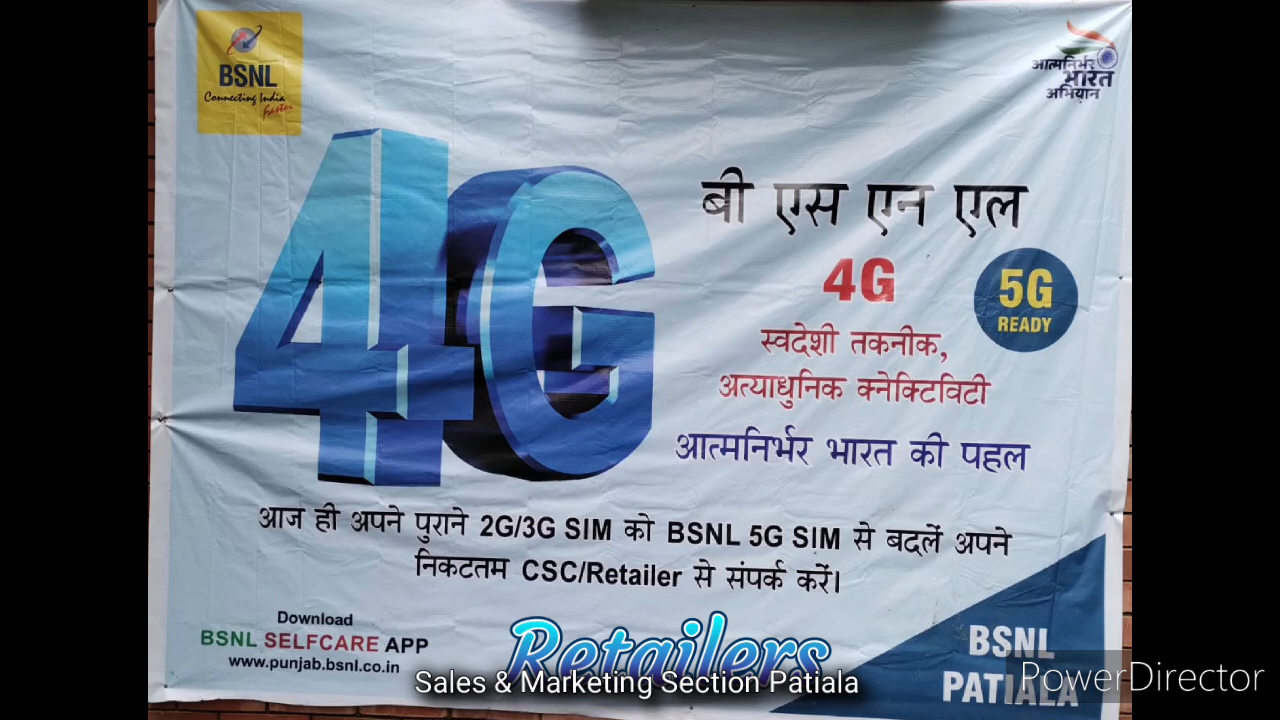 BSNL
Connecting India
faster
आत्मनिर्भर
भारत
अभियान
4G
बी एस एन एल
4G
5G
READY
स्वदेशी तकनीक,
अत्याधुनिक क्नेक्टिविटी
आत्मनिर्भर भारत की पहल
आज ही अपने पुराने 2G/3G SIM को BSNL 5G SIM से बदलें अपने
निकटतम CSC/Retailer से संपर्क करें।
Download
BSNL SELFCARE APP
www.punjab.bsnl.co.in
Retailers
Sales & Marketing Section Patiala
BSNL
PATIALA
PowerDirector